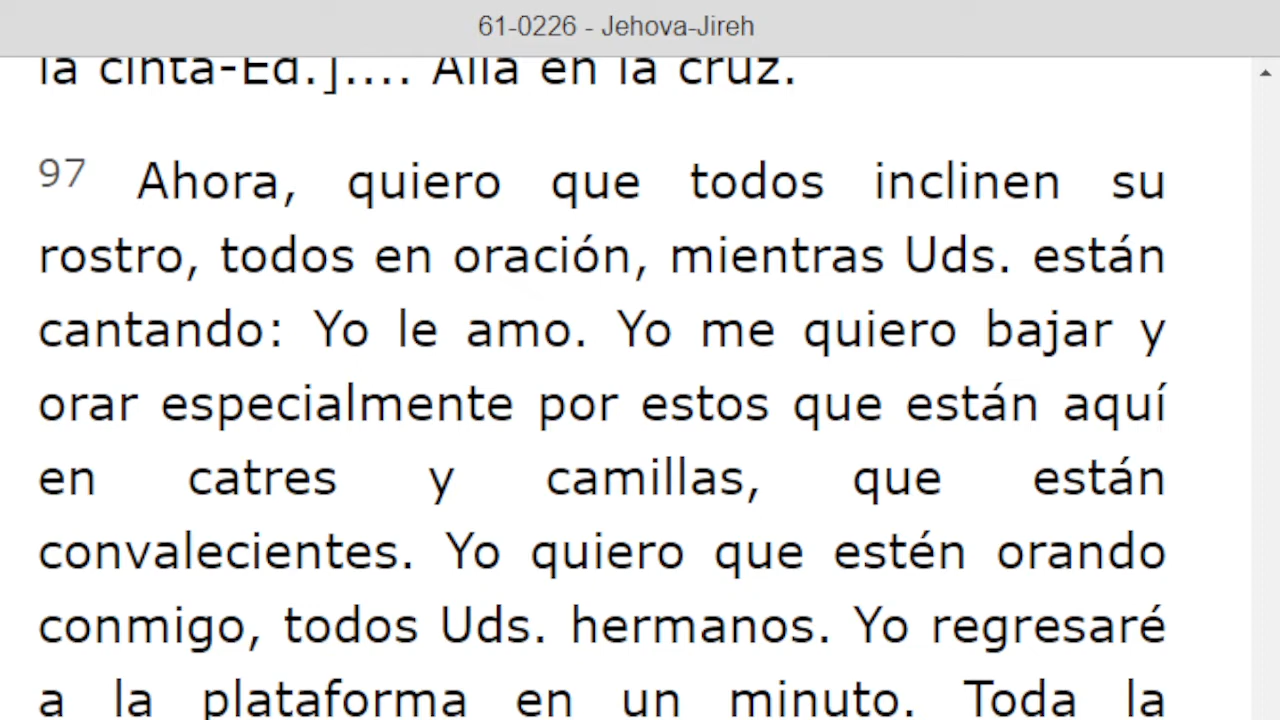 61-0226 - Jehova-Jireh
la cinta-Ed.].... Allá en la cruz.
97 Ahora, quiero que todos inclinen su
rostro, todos en oración, mientras Uds. están
cantando: Yo le amo. Yo me quiero bajar y
orar especialmente por estos que están aquí
en catres y camillas, que están
convalecientes. Yo quiero que estén orando
conmigo, todos Uds. hermanos. Yo regresaré
a la plataforma en un minuto. Toda la